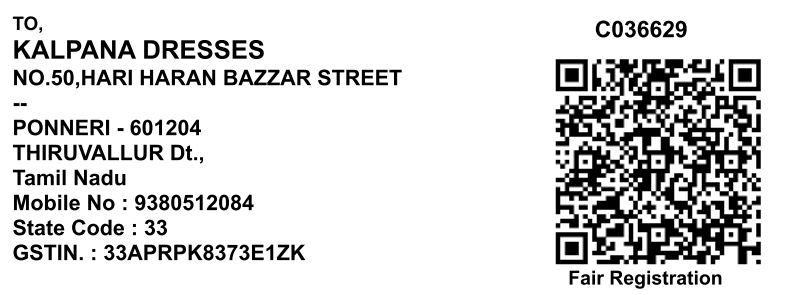 TO,
KALPANA DRESSES
NO.50,HARI HARAN BAZZAR STREET
--
PONNERI - 601204
THIRUVALLUR Dt.,
Tamil Nadu
Mobile No : 9380512084
State Code : 33
GSTIN. : 33APRPK8373E1ZK
C036629
Fair Registration